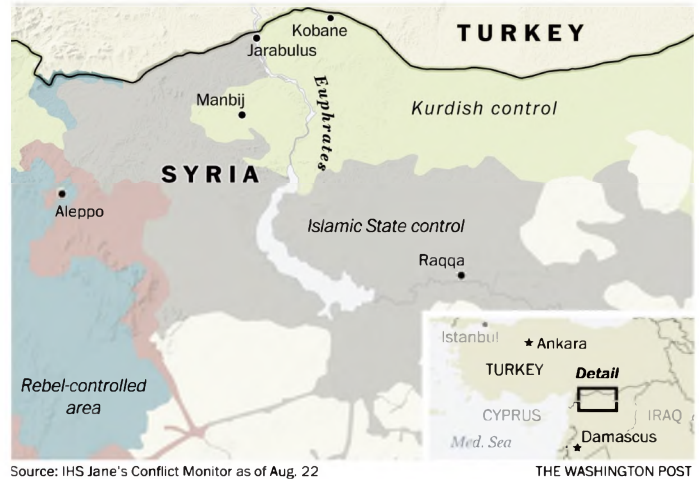 Kobane
TURKEY
Jarabulus
Manbij
Euphrates
Kurdish control
SYRIA
Aleppo
Islamic State control
Raqqa
Rebel-controlled
area
Istanbul
Ankara
TURKEY
Detail
CYPRUS
IRAQ
Med. Sea
Damascus
Source: IHS Jane's Conflict Monitor as of Aug. 22
THE WASHINGTON POST